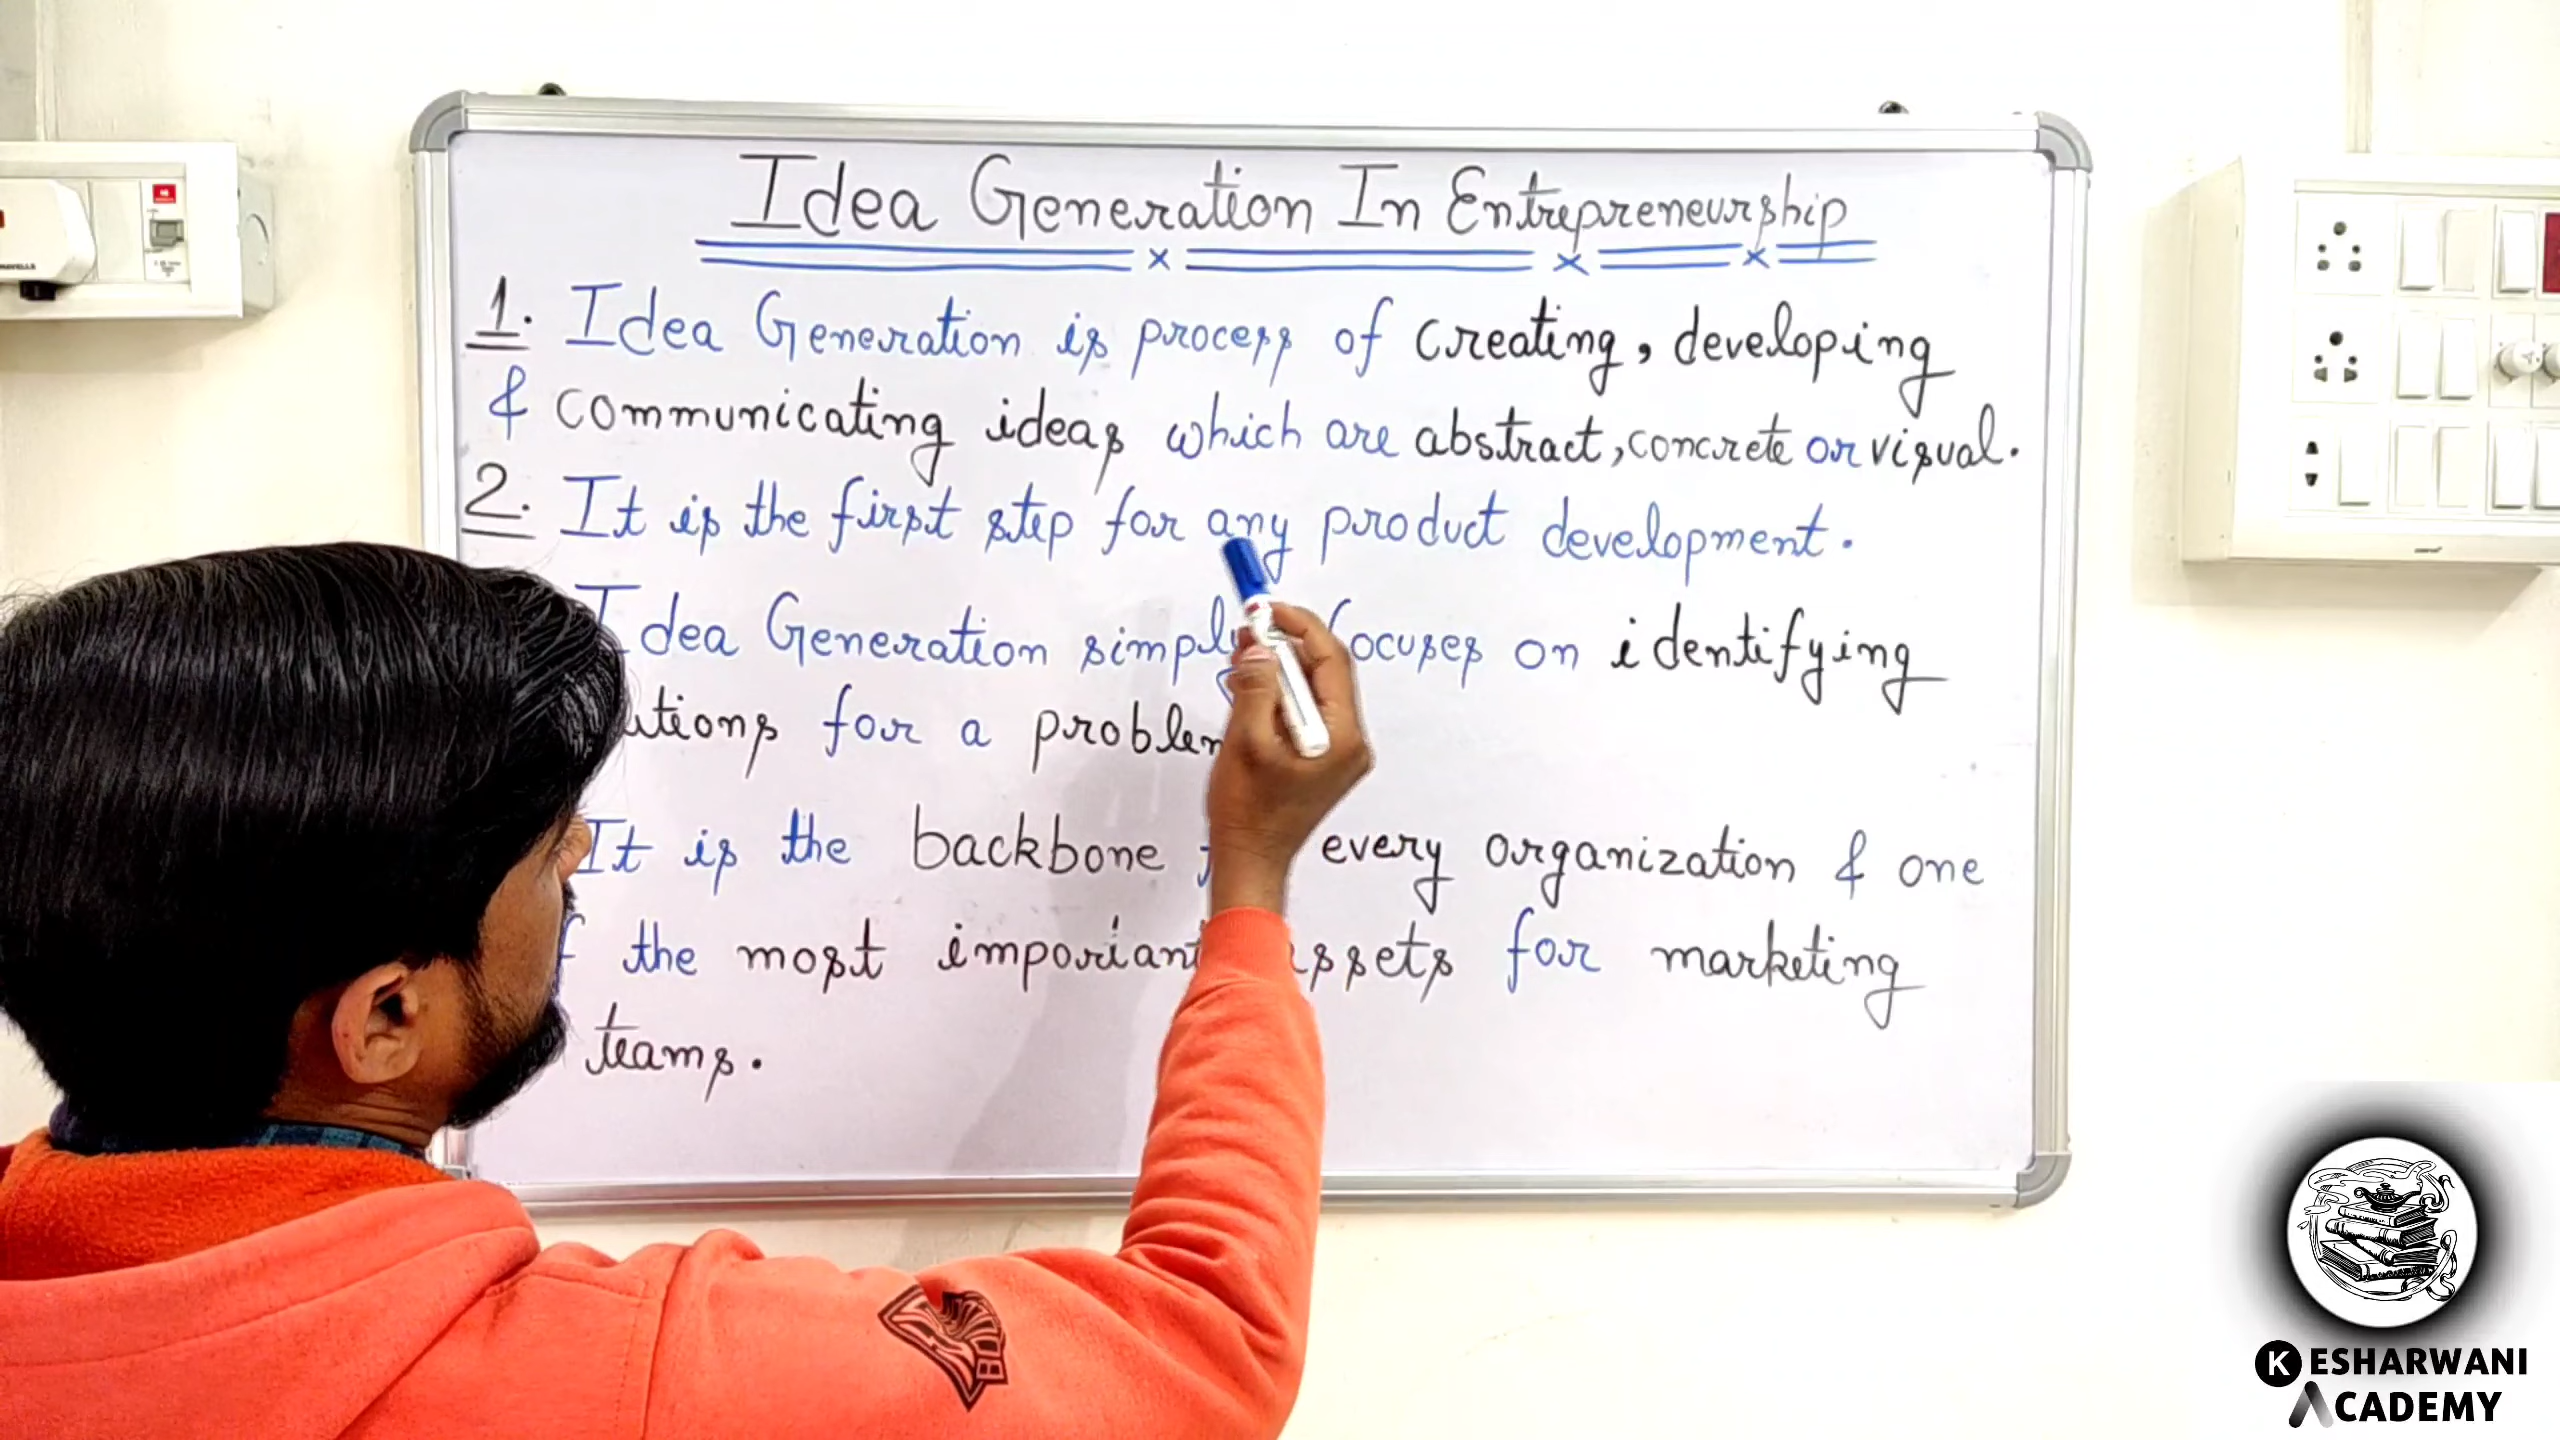 Idea Generation In Entrepreneurship
1. Idea Generation is process of creating, developing
& communicating ideas which are abstract, concrete or visual.
2. It is the first step for any product development.
Idea Generation simply focuses on identifying
utions for a problem
It is the backbone every organization & one
f the most important assets for marketing
teams.
KESHARWANI
ACADEMY